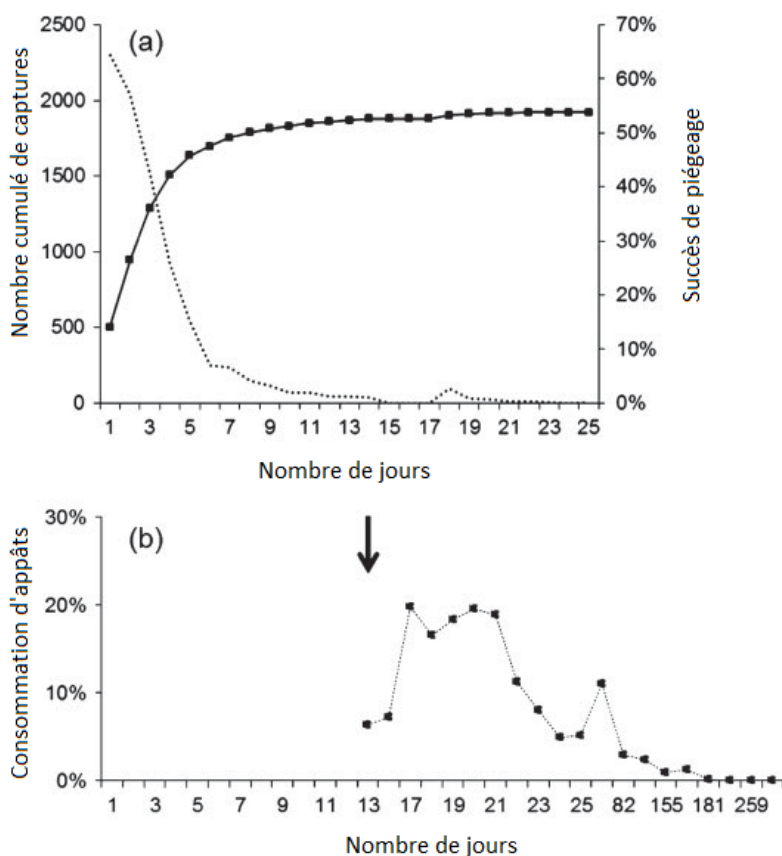 (a)
Nombre cumulé de captures
2500
2000
1500
1000
500
0
70%
60%
50%
40%
30%
20%
10%
0%
Succès de piégeage
1 3 5 7 9 11 13 15 17 19 21 23 25
Nombre de jours
(b)
Consommation d'appâts
30%
20%
10%
0%
1 3 5 7 9 11 13 17 19 21 23 25 82 155 181 259
Nombre de jours